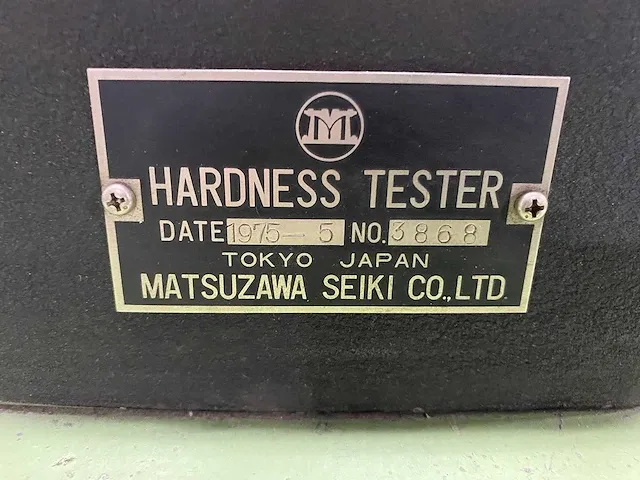 HARDNESS TESTER
DATE 1975-5 NO. 3868
TOKYO JAPAN
MATSUZAWA SEIKI CO., LTD.